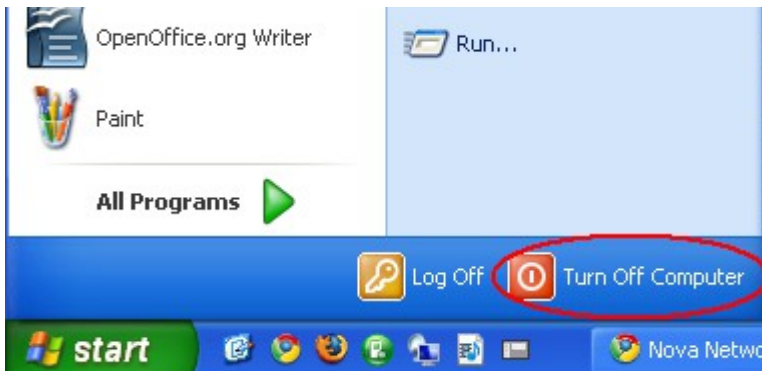 OpenOffice.org Writer
Run...
Paint
All Programs
Log Off
Turn Off Computer
start
Nova Netwo